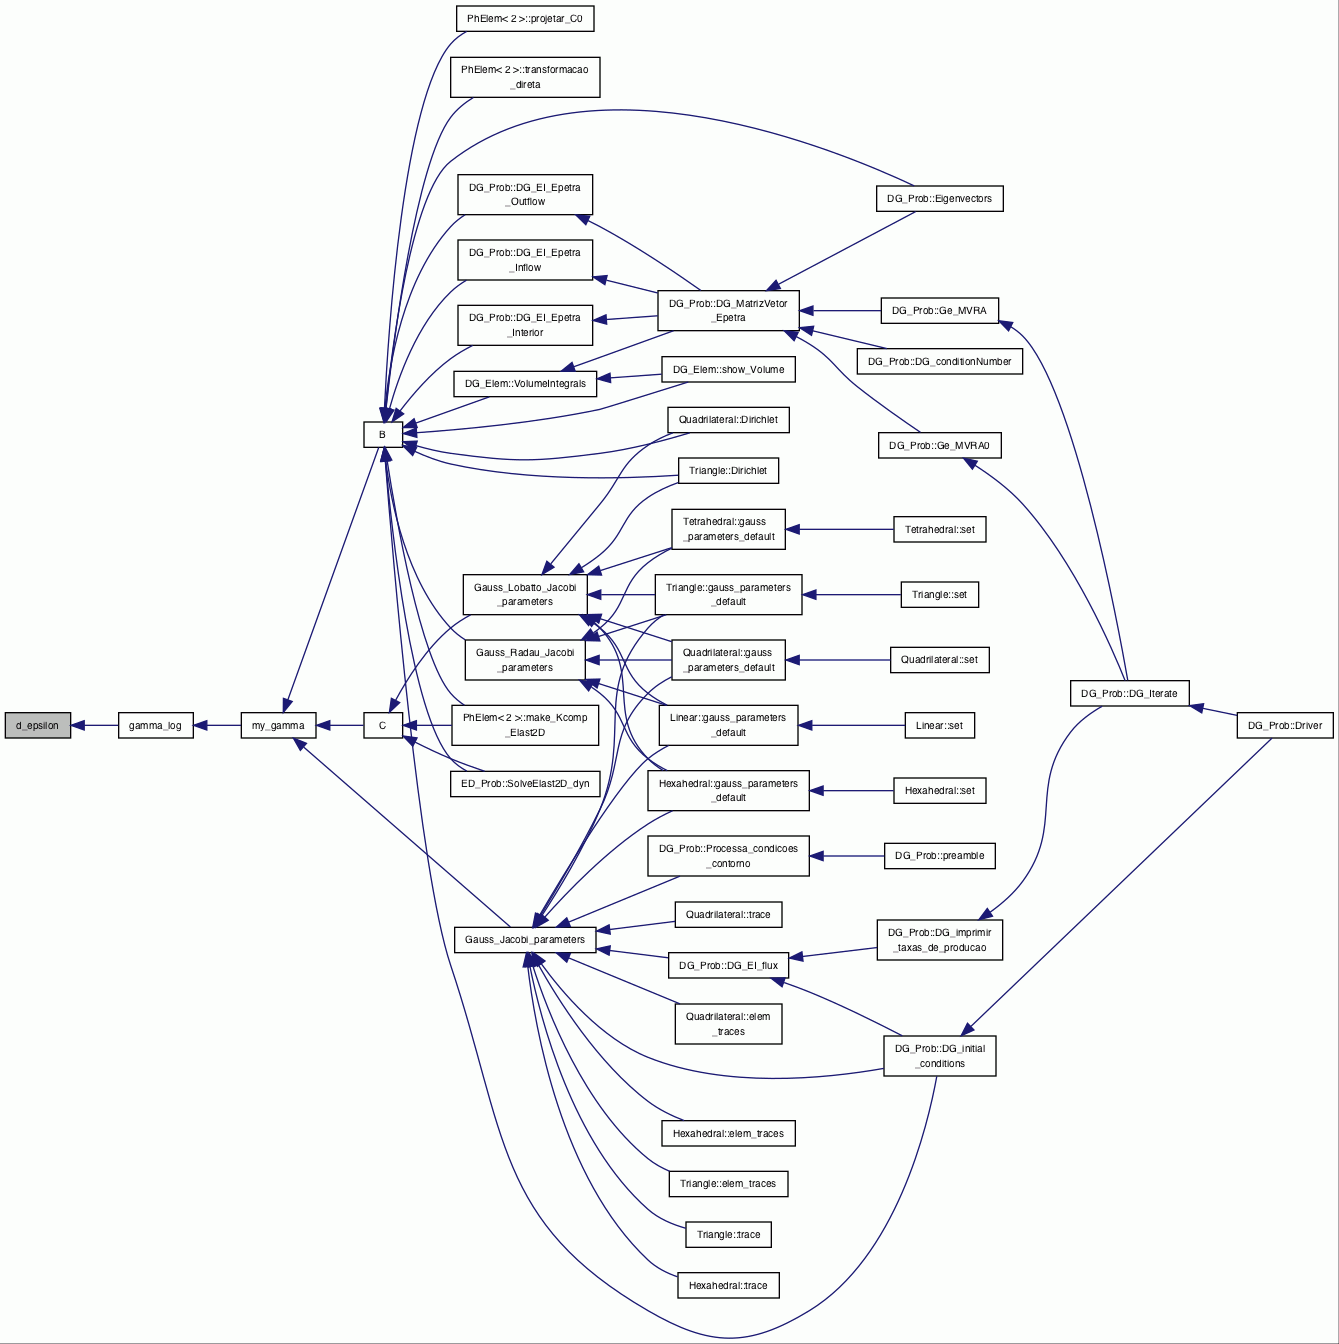 PhElem< 2 >::projetar_C0
PhElem< 2 >::transformacao
_direta
DG_Prob::DG_EI_Epetra
_Outflow
DG_Prob::Eigenvectors
DG_Prob::DG_EI_Epetra
_Inflow
DG_Prob::DG_MatrizVetor
_Epetra
DG_Prob::Ge_MVRA
DG_Prob::DG_EI_Epetra
_Interior
DG_Prob::DG_conditionNumber
DG_Elem::show_Volume
DG_Elem::VolumeIntegrals
Quadrilateral::Dirichlet
B
DG_Prob::Ge_MVRA0
Triangle::Dirichlet
Tetrahedral::gauss
_parameters_default
Tetrahedral::set
Gauss_Lobatto_Jacobi
_parameters
Triangle::gauss_parameters
_default
Triangle::set
Gauss_Radau_Jacobi
_parameters
Quadrilateral::gauss
_parameters_default
Quadrilateral::set
DG_Prob::DG_Iterate
d_epsilon
gamma_log
my_gamma
C
PhElem< 2 >::make_Kcomp
_Elast2D
Linear::gauss_parameters
_default
Linear::set
DG_Prob::Driver
ED_Prob::SolveElast2D_dyn
Hexahedral::gauss_parameters
_default
Hexahedral::set
DG_Prob::Processa_condicoes
_contorno
DG_Prob::preamble
Quadrilateral::trace
Gauss_Jacobi_parameters
DG_Prob::DG_imprimir
_taxas_de_producao
DG_Prob::DG_EI_flux
Quadrilateral::elem
_traces
DG_Prob::DG_initial
_conditions
Hexahedral::elem_traces
Triangle::elem_traces
Triangle::trace
Hexahedral::trace